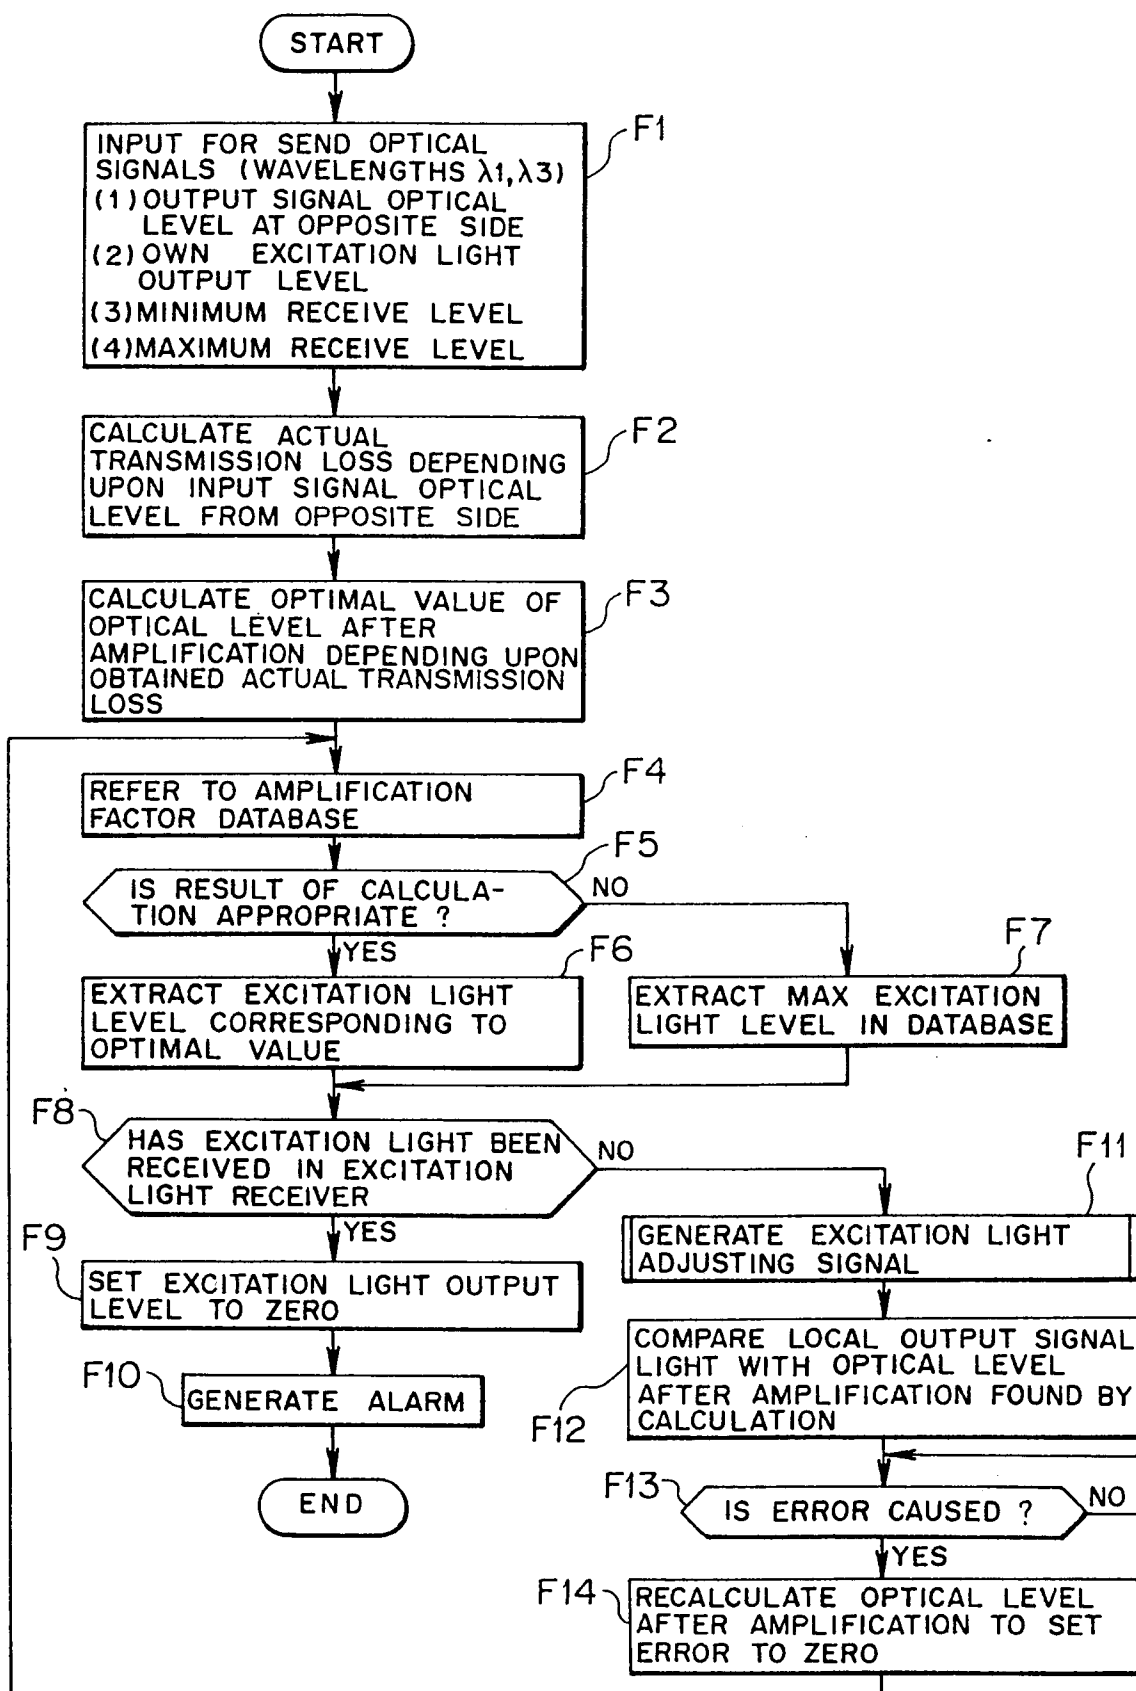 START
F1
INPUT FOR SEND OPTICAL
SIGNALS (WAVELENGTHS λ1,λ3)
(1) OUTPUT SIGNAL OPTICAL
LEVEL AT OPPOSITE SIDE
(2) OWN EXCITATION LIGHT
OUTPUT LEVEL
(3) MINIMUM RECEIVE LEVEL
(4) MAXIMUM RECEIVE LEVEL
F2
CALCULATE ACTUAL
TRANSMISSION LOSS DEPENDING
UPON INPUT SIGNAL OPTICAL
LEVEL FROM OPPOSITE SIDE
F3
CALCULATE OPTIMAL VALUE OF
OPTICAL LEVEL AFTER
AMPLIFICATION DEPENDING UPON
OBTAINED ACTUAL TRANSMISSION
LOSS
F4
REFER TO AMPLIFICATION
FACTOR DATABASE
F5
IS RESULT OF CALCULA-
TION APPROPRIATE ?
NO
YES
F6
EXTRACT EXCITATION LIGHT
LEVEL CORRESPONDING TO
OPTIMAL VALUE
F7
EXTRACT MAX EXCITATION
LIGHT LEVEL IN DATABASE
F8
HAS EXCITATION LIGHT BEEN
RECEIVED IN EXCITATION
LIGHT RECEIVER
NO
YES
F9
SET EXCITATION LIGHT OUTPUT
LEVEL TO ZERO
F10
GENERATE ALARM
END
F11
GENERATE EXCITATION LIGHT
ADJUSTING SIGNAL
F12
COMPARE LOCAL OUTPUT SIGNAL
LIGHT WITH OPTICAL LEVEL
AFTER AMPLIFICATION FOUND BY
CALCULATION
F13
IS ERROR CAUSED ?
NO
YES
F14
RECALCULATE OPTICAL LEVEL
AFTER AMPLIFICATION TO SET
ERROR TO ZERO